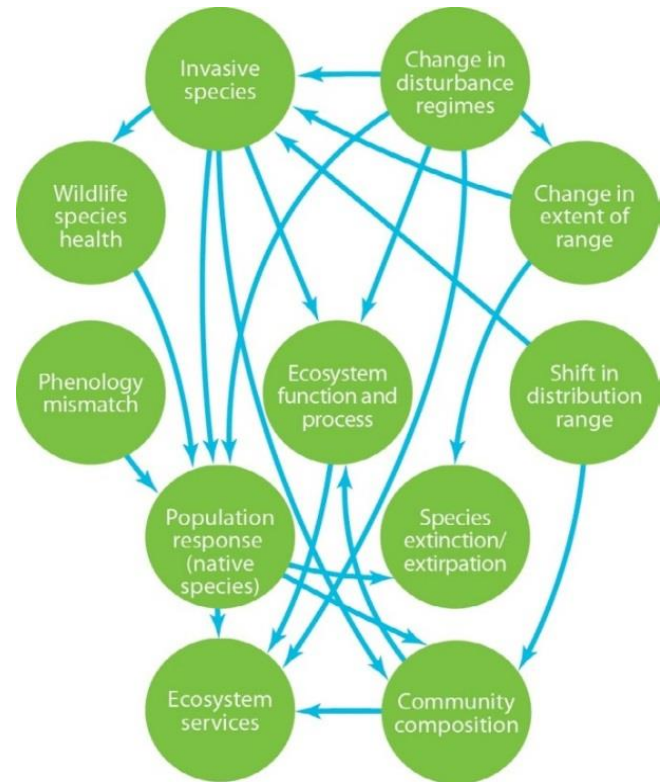 Invasive
species
Change in
disturbance
regimes
Wildlife
species
health
Change in
extent of
range
Phenology
mismatch
Ecosystem
function and
process
Shift in
distribution
range
Population
response
(native
species)
Species
extinction/
extirpation
Ecosystem
services
Community
composition